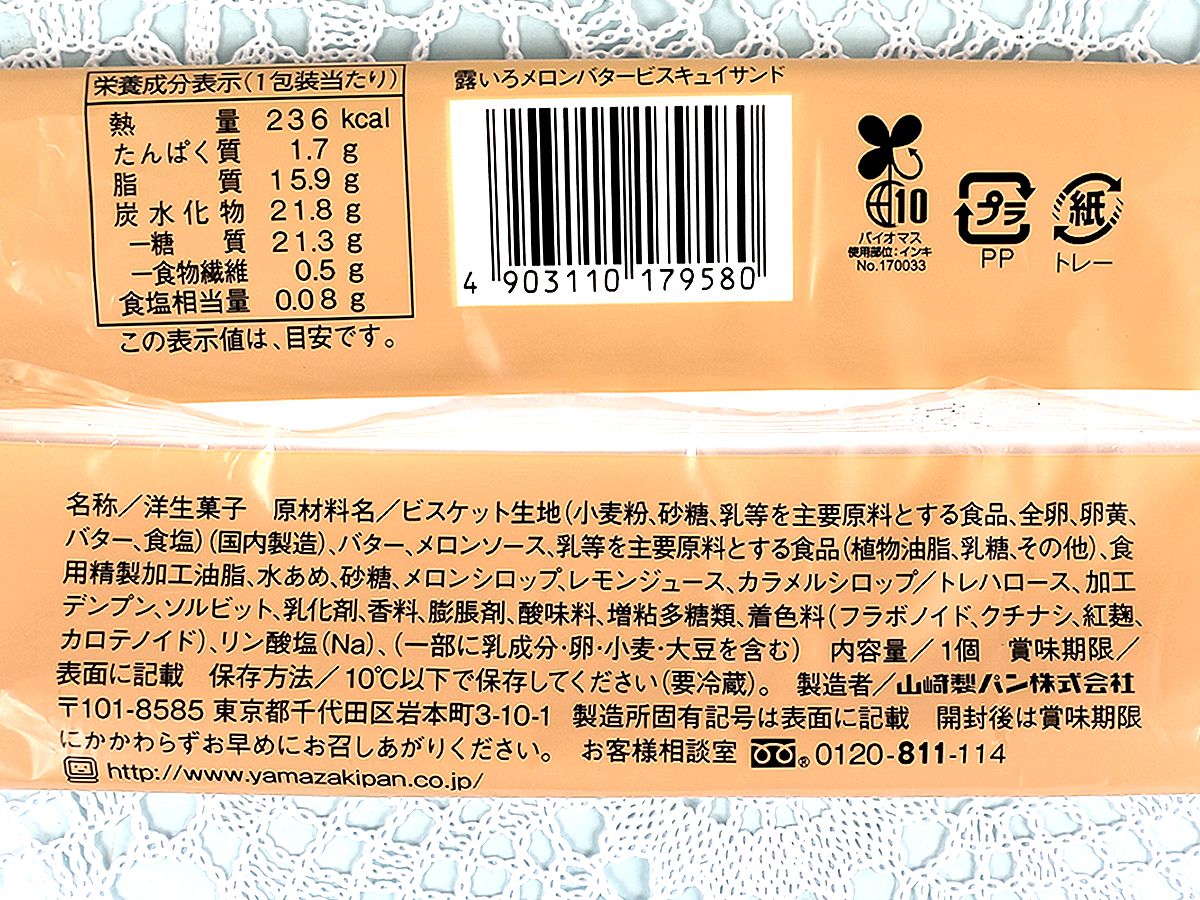 栄養成分表示(1包装当たり)
熱量 236 kcal
たんぱく質 1.7 g
脂質 15.9 g
炭水化物 21.8 g
－糖質 21.3 g
－食物繊維 0.5 g
食塩相当量 0.08 g
この表示値は、目安です。
露いろメロンバタービスキュイサンド
4 903110 179580
10
バイオマス
使用部位:インキ
No.170033
プラ
PP
紙
トレー
名称／洋生菓子 原材料名／ビスケット生地(小麦粉、砂糖、乳等を主要原料とする食品、全卵、卵黄、
バター、食塩)(国内製造)、バター、メロンソース、乳等を主要原料とする食品(植物油脂、乳糖、その他)、食
用精製加工油脂、水あめ、砂糖、メロンシロップ、レモンジュース、カラメルシロップ／トレハロース、加工
デンプン、ソルビット、乳化剤、香料、膨脹剤、酸味料、増粘多糖類、着色料(フラボノイド、クチナシ、紅麹、
カロテノイド)、リン酸塩(Na)、(一部に乳成分・卵・小麦・大豆を含む) 内容量／1個 賞味期限／
表面に記載 保存方法／10℃以下で保存してください(要冷蔵)。 製造者／山崎製パン株式会社
〒101-8585 東京都千代田区岩本町3-10-1 製造所固有記号は表面に記載 開封後は賞味期限
にかかわらずお早めにお召しあがりください。 お客様相談室 ®0120-811-114
http://www.yamazakipan.co.jp/